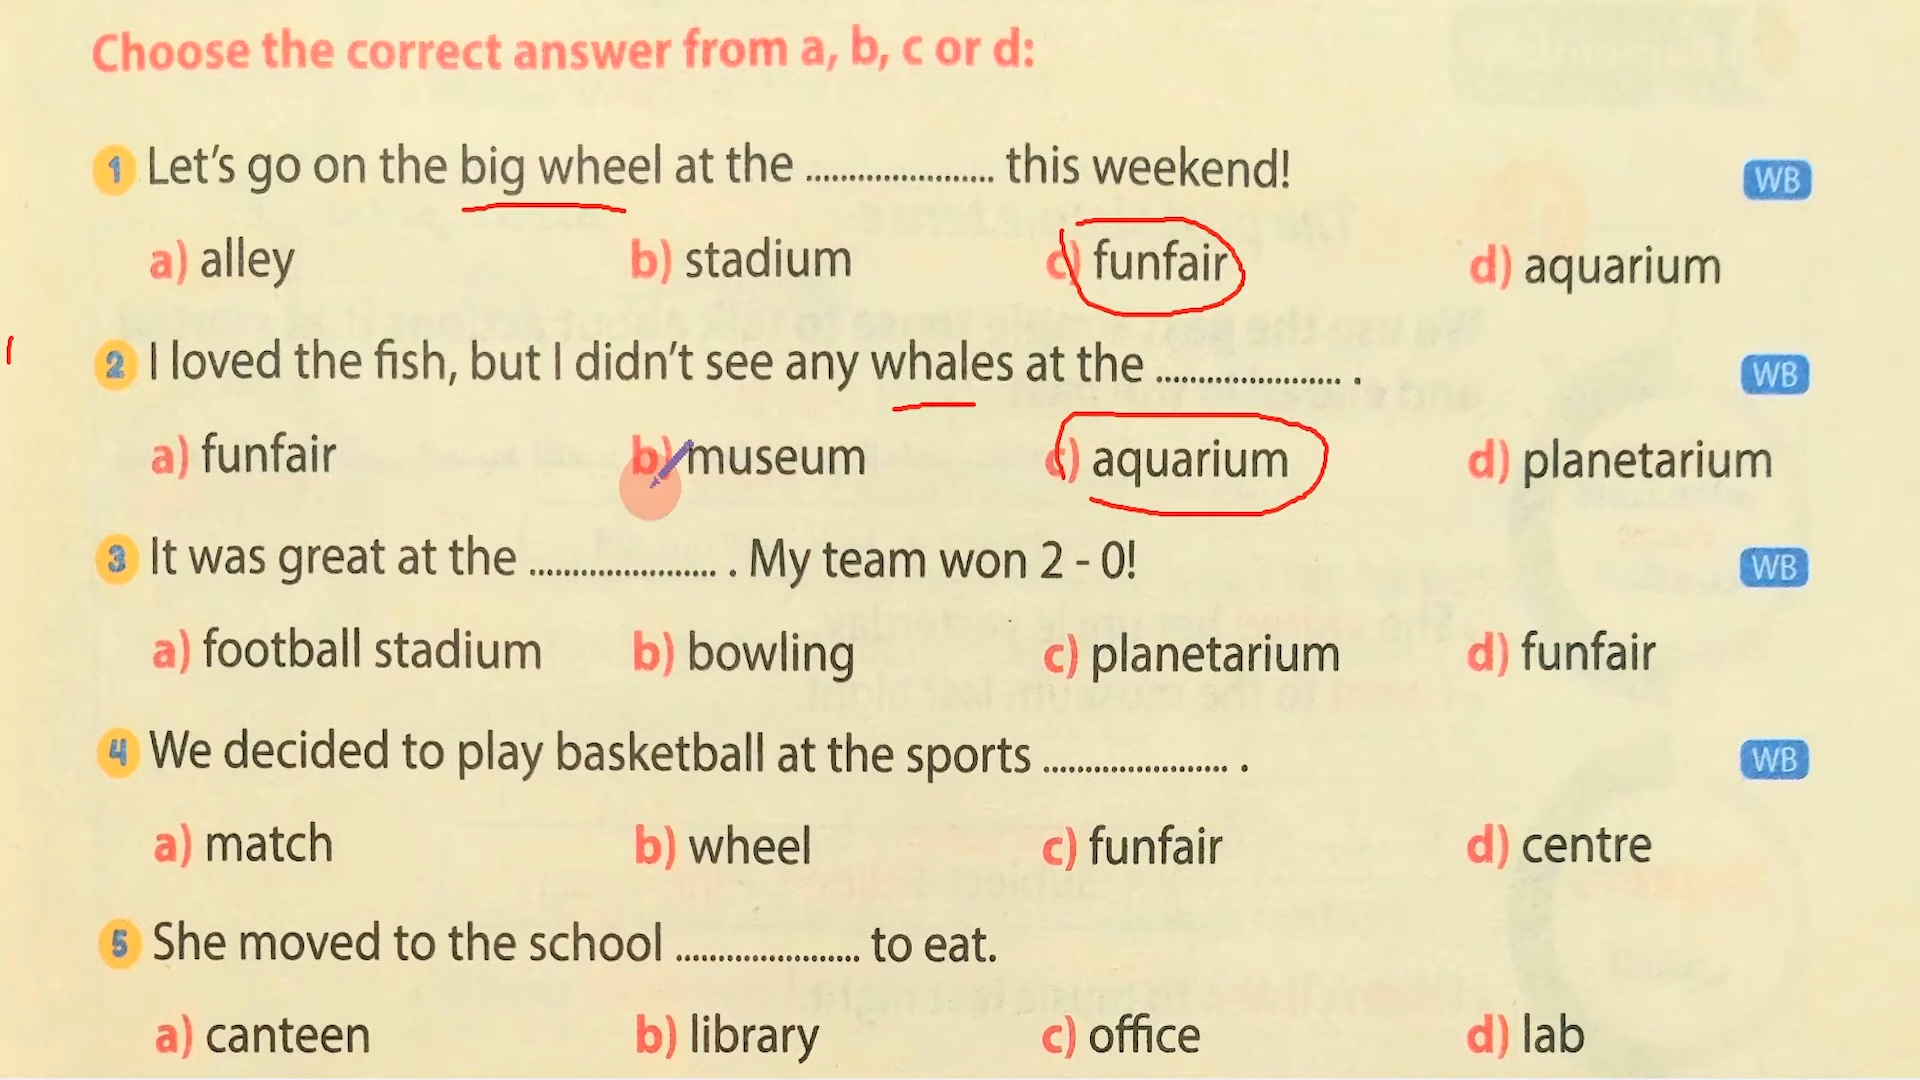 Choose the correct answer from a, b, c or d:
1 Let's go on the big wheel at the ...................... this weekend! WB
a) alley b) stadium c) funfair d) aquarium
2 I loved the fish, but I didn't see any whales at the ...................... . WB
a) funfair b) museum c) aquarium d) planetarium
3 It was great at the ...................... . My team won 2 - 0! WB
a) football stadium b) bowling c) planetarium d) funfair
4 We decided to play basketball at the sports ...................... . WB
a) match b) wheel c) funfair d) centre
5 She moved to the school ...................... to eat.
a) canteen b) library c) office d) lab